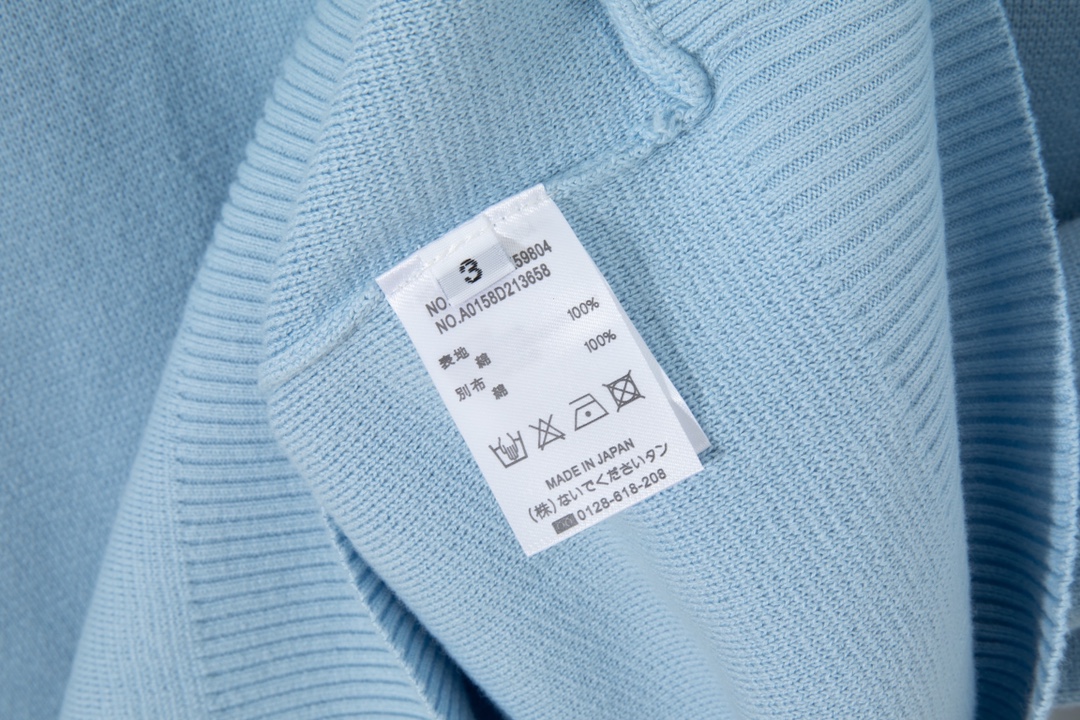 3
NO. 59804
NO.A0158D213658
表地 綿 100%
別布 綿 100%
MADE IN JAPAN
(株)ないでくださいタン
0128-818-208